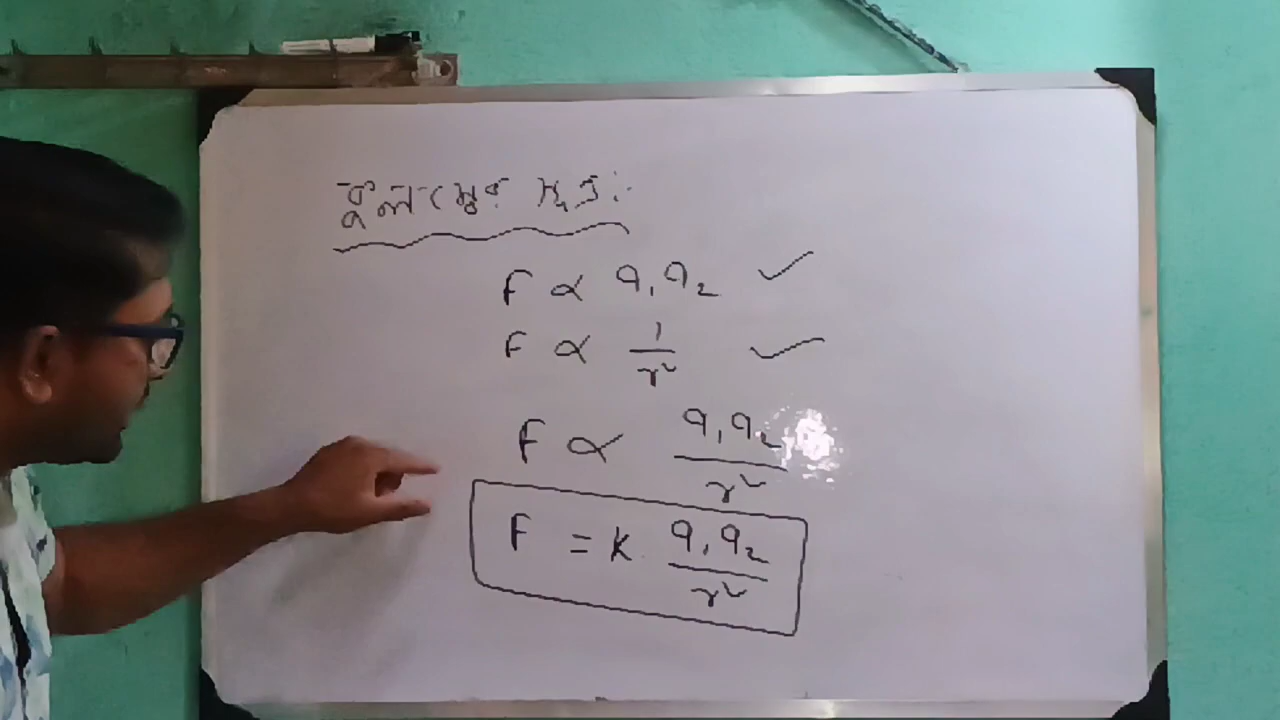 কুলম্বের সূত্র :-
F ∝ q₁q₂ ✓
F ∝ 1/r² ✓
F ∝ q₁q₂/r²
F = K q₁q₂/r²